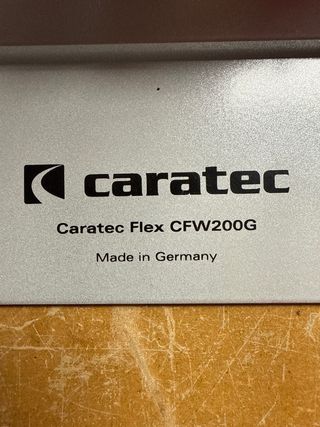 caratec
Caratec Flex CFW200G
Made in Germany